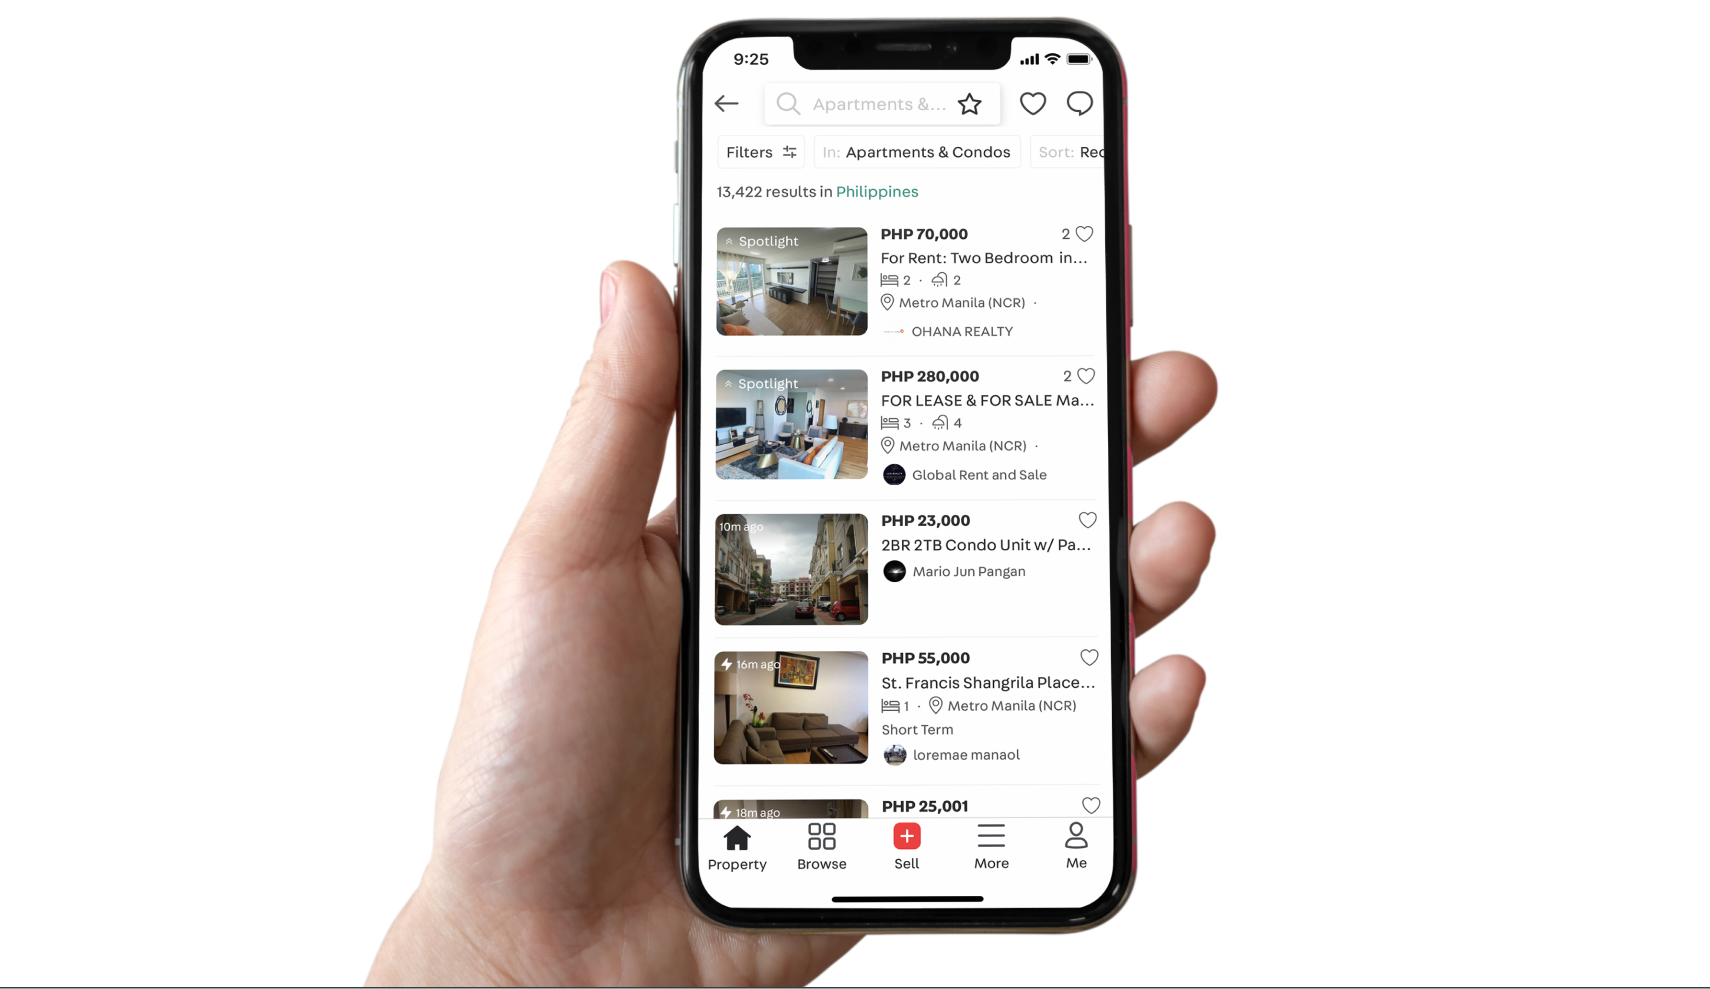 9:25
Apartments &...
Filters
In: Apartments & Condos
Sort: Rec
13,422 results in Philippines
Spotlight
PHP 70,000
2
For Rent: Two Bedroom in...
2 · 2
Metro Manila (NCR) ·
OHANA REALTY
Spotlight
PHP 280,000
2
FOR LEASE & FOR SALE Ma...
3 · 4
Metro Manila (NCR) ·
Global Rent and Sale
10m ago
PHP 23,000
2BR 2TB Condo Unit w/ Pa...
Mario Jun Pangan
16m ago
PHP 55,000
St. Francis Shangrila Place...
1 · Metro Manila (NCR)
Short Term
loremae manaol
18m ago
PHP 25,001
Property
Browse
Sell
More
Me